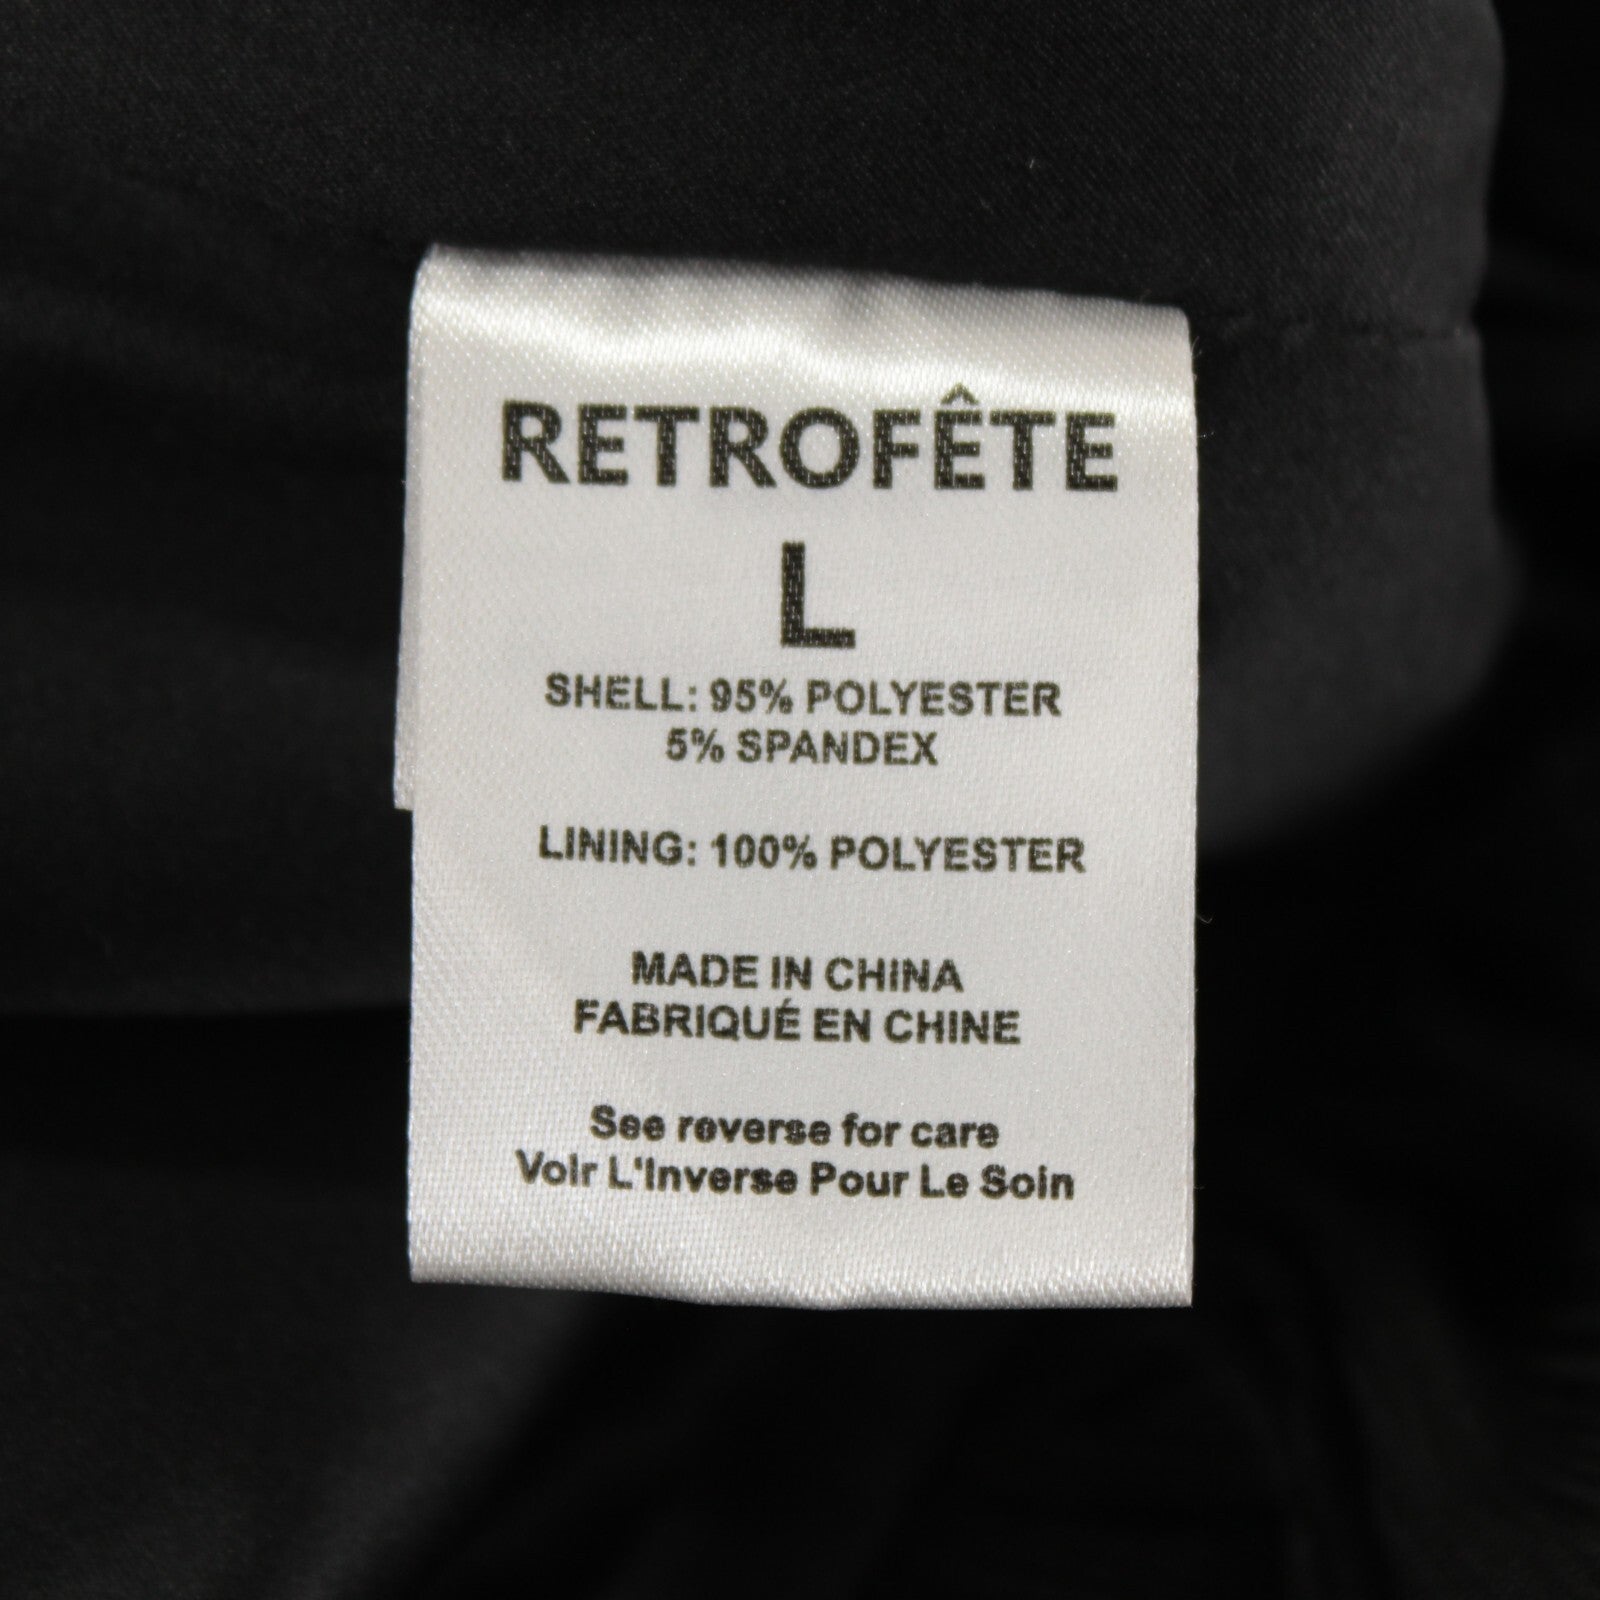 RETROFÊTE
L
SHELL: 95% POLYESTER
5% SPANDEX
LINING: 100% POLYESTER
MADE IN CHINA
FABRIQUÉ EN CHINE
See reverse for care
Voir L'Inverse Pour Le Soin